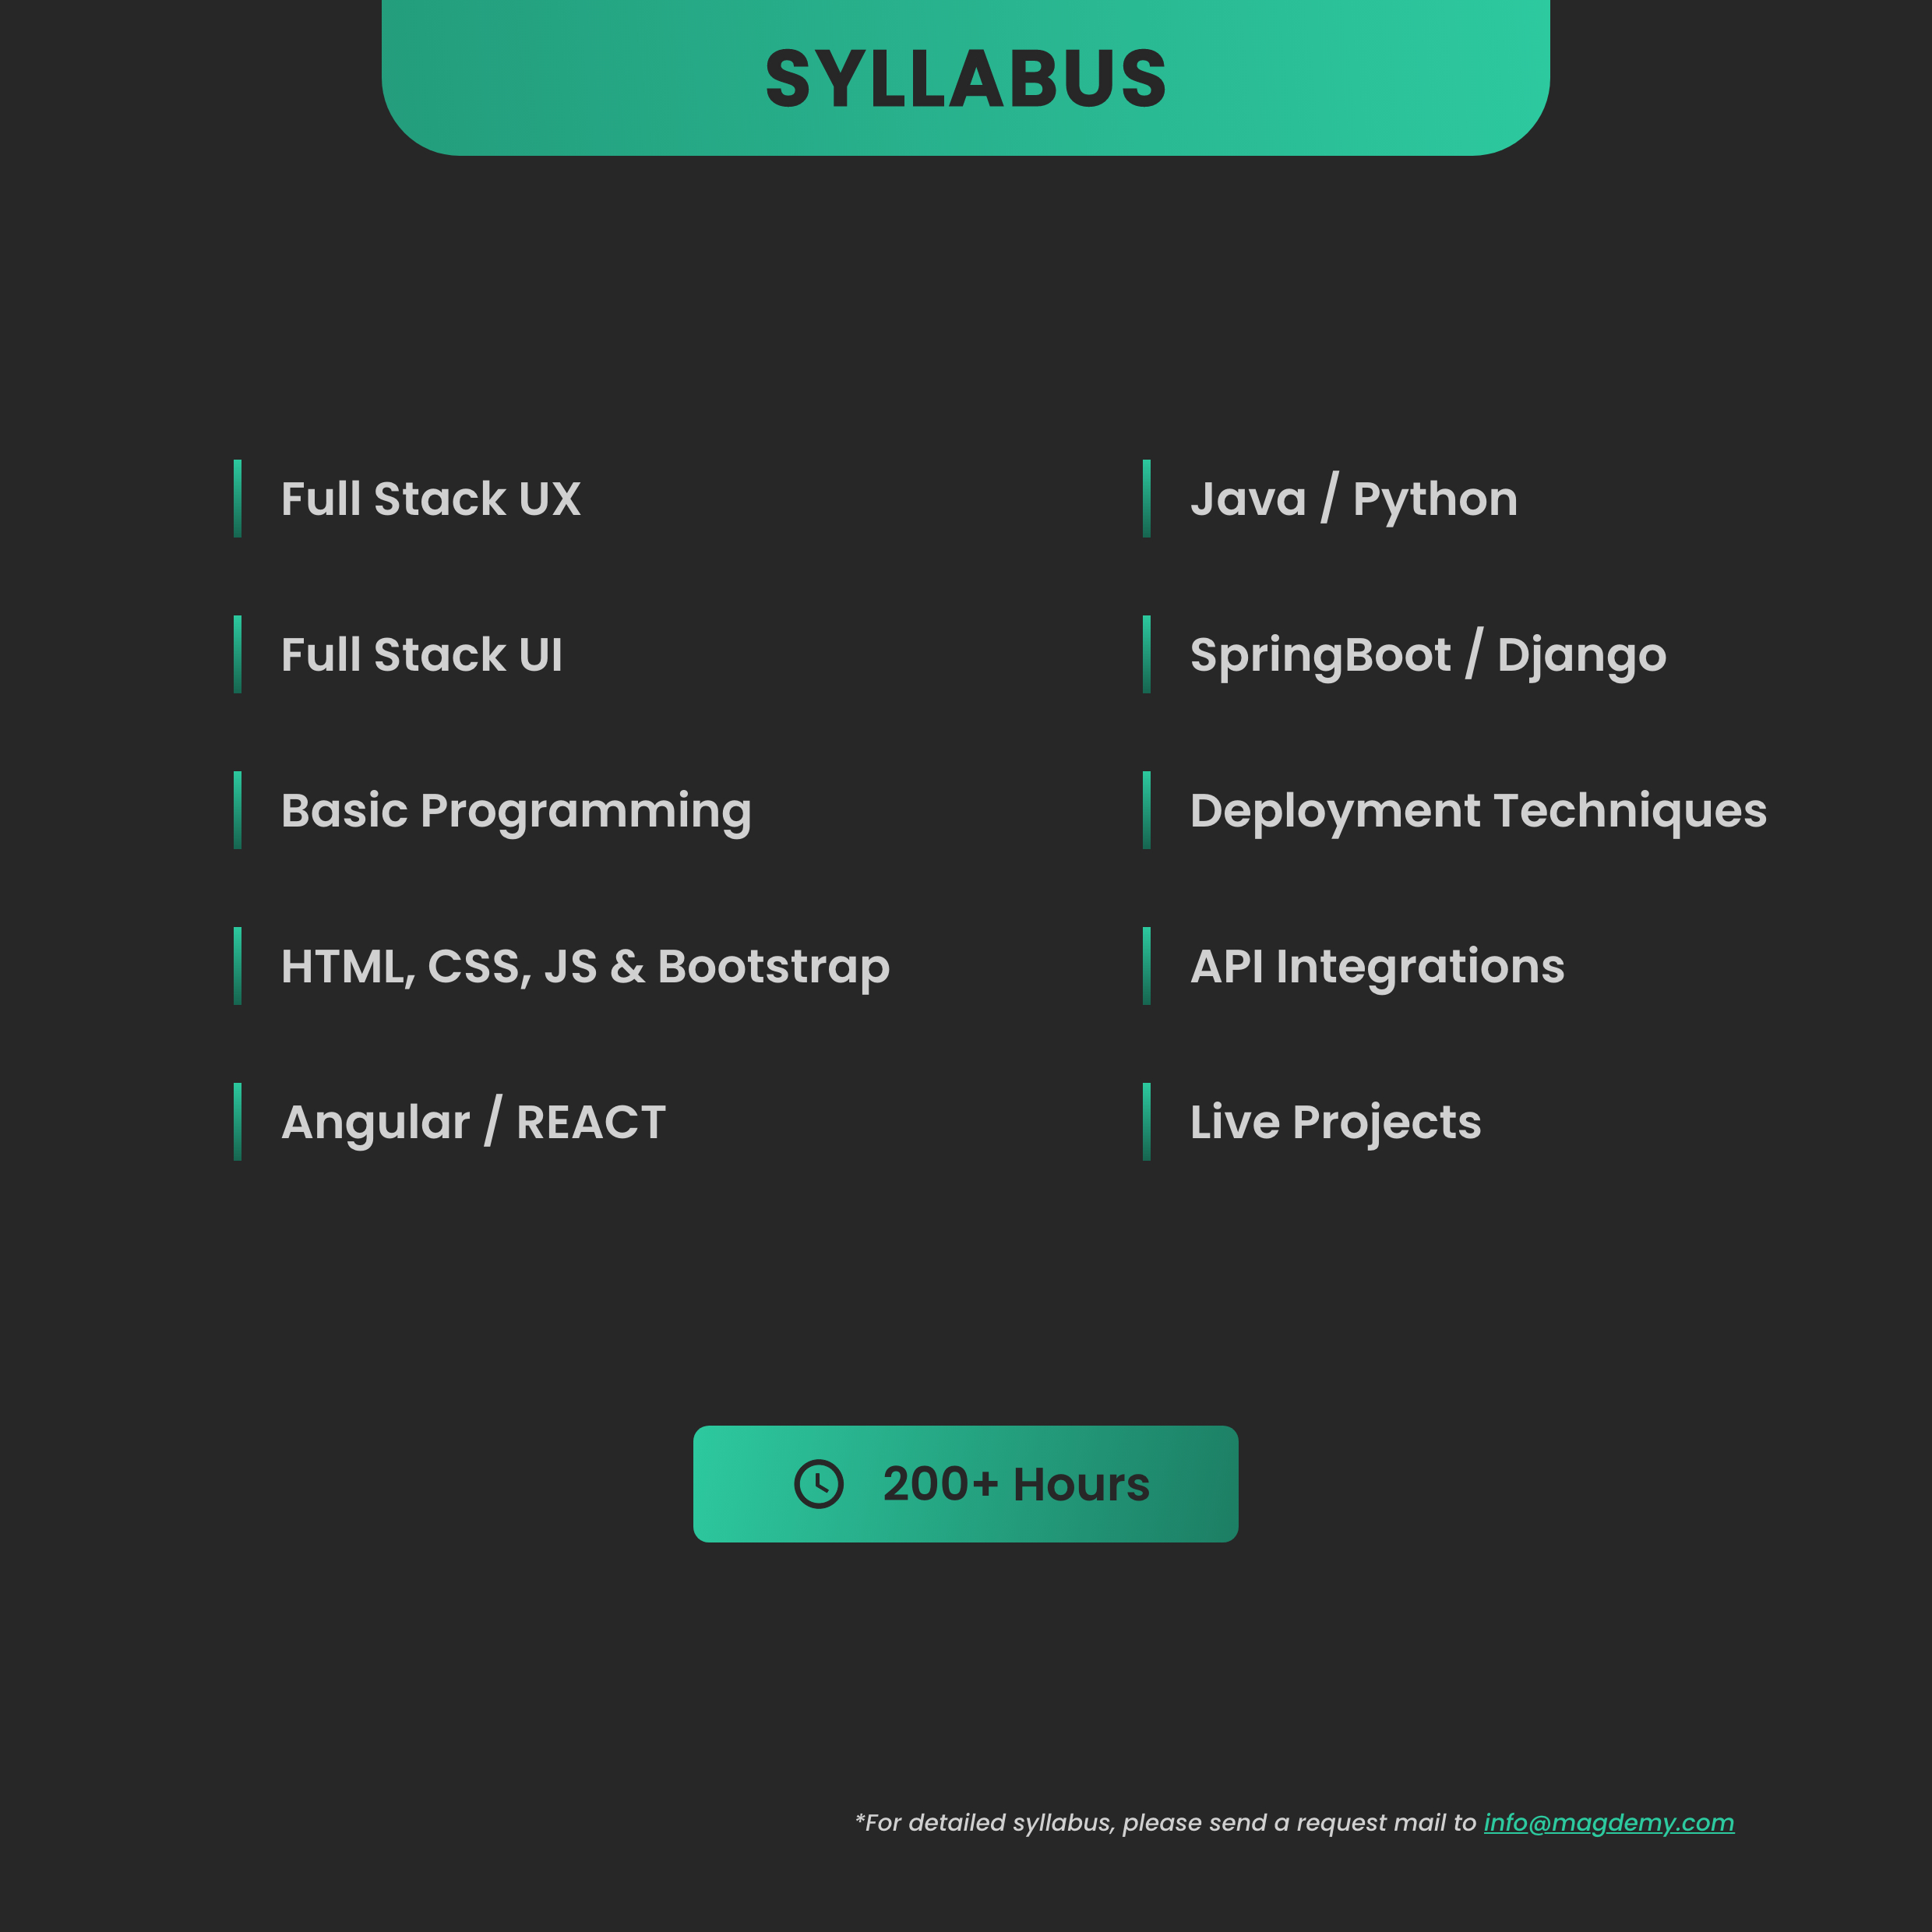 SYLLABUS
Full Stack UX
Full Stack UI
Basic Programming
HTML, CSS, JS & Bootstrap
Angular / REACT
Java / Python
SpringBoot / Django
Deployment Techniques
API Integrations
Live Projects
200+ Hours
*For detailed syllabus, please send a request mail to info@magdemy.com